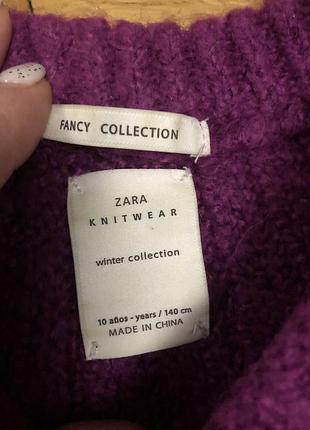 FANCY COLLECTION
ZARA
KNITWEAR
winter collection
10 años - years / 140 cm
MADE IN CHINA